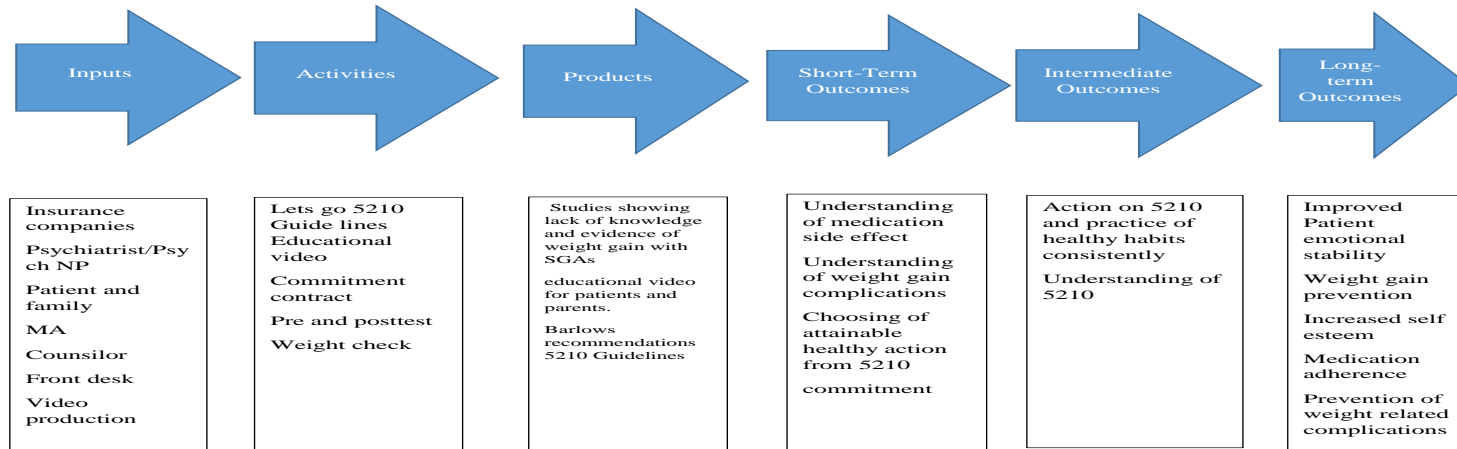 Inputs
Activities
Products
Short-Term
Outcomes
Intermediate
Outcomes
Long-
term
Outcomes
Insurance
companies
Psychiatrist/Psy
ch NP
Patient and
family
MA
Counsilor
Front desk
Video
production
Lets go 5210
Guide lines
Educational
video
Commitment
contract
Pre and posttest
Weight check
Studies showing
lack of knowledge
and evidence of
weight gain with
SGAs
educational video
for patients and
parents.
Barlows
recommendations
5210 Guidelines
Understanding
of medication
side effect
Understanding
of weight gain
complications
Choosing of
attainable
healthy action
from 5210
commitment
Action on 5210
and practice of
healthy habits
consistently
Understanding of
5210
Improved
Patient
emotional
stability
Weight gain
prevention
Increased self
esteem
Medication
adherence
Prevention of
weight related
complications